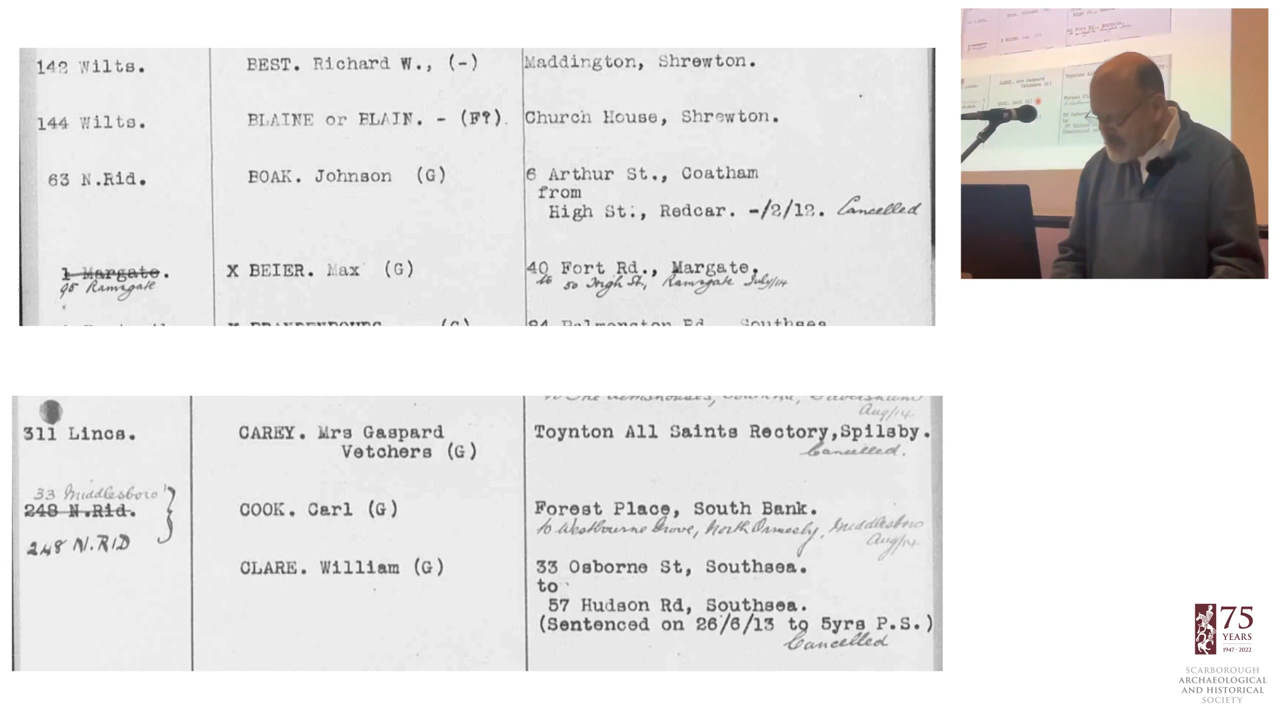 142 Wilts. BEST. Richard W., (-) Maddington, Shrewton.
144 Wilts. BLAINE or BLAIN. - (F?). Church House, Shrewton.
63 N.Rid. BOAK. Johnson (G) 6 Arthur St., Coatham
from
High St., Redcar. -/2/12. Cancelled
1 Margate. X BEIER. Max (G) 40 Fort Rd., Margate.
95 Ramsgate to 50 High St., Ramsgate July/14
Aug/14
311 Lincs. CAREY. Mrs Gaspard Toynton All Saints Rectory, Spilsby.
Vetchers (G) Cancelled.
33 Middlesboro'
248 N.Rid. COOK. Carl (G) Forest Place, South Bank.
to Westbourne Grove, North Ormesby, Middlesboro
248 N.RID Aug/14
CLARE. William (G) 33 Osborne St, Southsea.
to
57 Hudson Rd, Southsea.
(Sentenced on 26/6/13 to 5yrs P.S.)
Cancelled
75
YEARS
1947 - 2022
SCARBOROUGH
ARCHAEOLOGICAL
AND HISTORICAL
SOCIETY